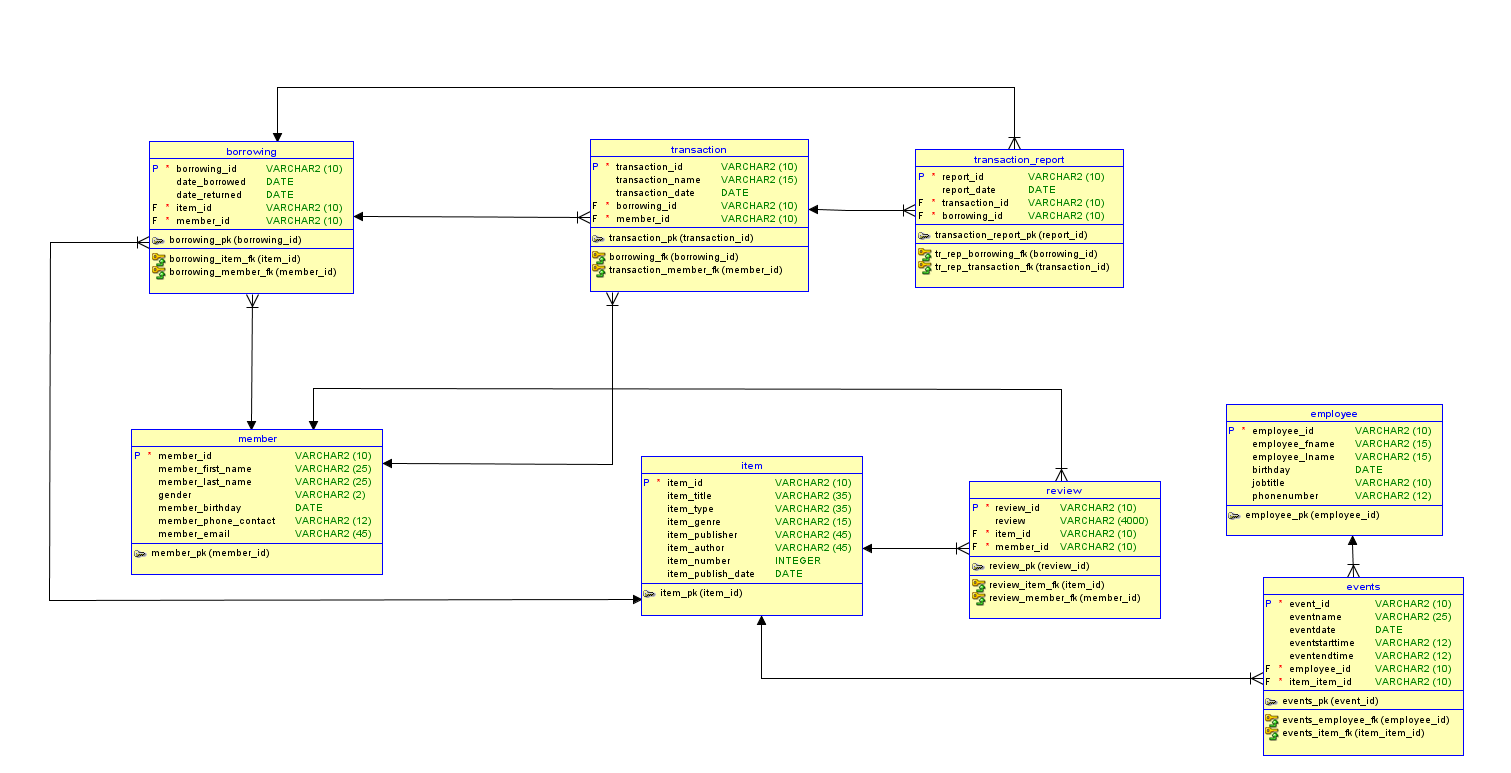 borrowing
P * borrowing_id VARCHAR2 (10)
date_borrowed DATE
date_returned DATE
F * item_id VARCHAR2 (10)
F * member_id VARCHAR2 (10)
borrowing_pk (borrowing_id)
borrowing_item_fk (item_id)
borrowing_member_fk (member_id)
transaction
P * transaction_id VARCHAR2 (10)
transaction_name VARCHAR2 (15)
transaction_date DATE
F * borrowing_id VARCHAR2 (10)
F * member_id VARCHAR2 (10)
transaction_pk (transaction_id)
borrowing_fk (borrowing_id)
transaction_member_fk (member_id)
transaction_report
P * report_id VARCHAR2 (10)
report_date DATE
F * transaction_id VARCHAR2 (10)
F * borrowing_id VARCHAR2 (10)
transaction_report_pk (report_id)
tr_rep_borrowing_fk (borrowing_id)
tr_rep_transaction_fk (transaction_id)
member
P * member_id VARCHAR2 (10)
member_first_name VARCHAR2 (25)
member_last_name VARCHAR2 (25)
gender VARCHAR2 (2)
member_birthday DATE
member_phone_contact VARCHAR2 (12)
member_email VARCHAR2 (45)
member_pk (member_id)
item
P * item_id VARCHAR2 (10)
item_title VARCHAR2 (35)
item_type VARCHAR2 (35)
item_genre VARCHAR2 (15)
item_publisher VARCHAR2 (45)
item_author VARCHAR2 (45)
item_number INTEGER
item_publish_date DATE
item_pk (item_id)
review
P * review_id VARCHAR2 (10)
review VARCHAR2 (4000)
F * item_id VARCHAR2 (10)
F * member_id VARCHAR2 (10)
review_pk (review_id)
review_item_fk (item_id)
review_member_fk (member_id)
employee
P * employee_id VARCHAR2 (10)
employee_fname VARCHAR2 (15)
employee_lname VARCHAR2 (15)
birthday DATE
jobtitle VARCHAR2 (10)
phonenumber VARCHAR2 (12)
employee_pk (employee_id)
events
P * event_id VARCHAR2 (10)
eventname VARCHAR2 (25)
eventdate DATE
eventstarttime VARCHAR2 (12)
eventendtime VARCHAR2 (12)
F * employee_id VARCHAR2 (10)
F * item_item_id VARCHAR2 (10)
events_pk (event_id)
events_employee_fk (employee_id)
events_item_fk (item_item_id)